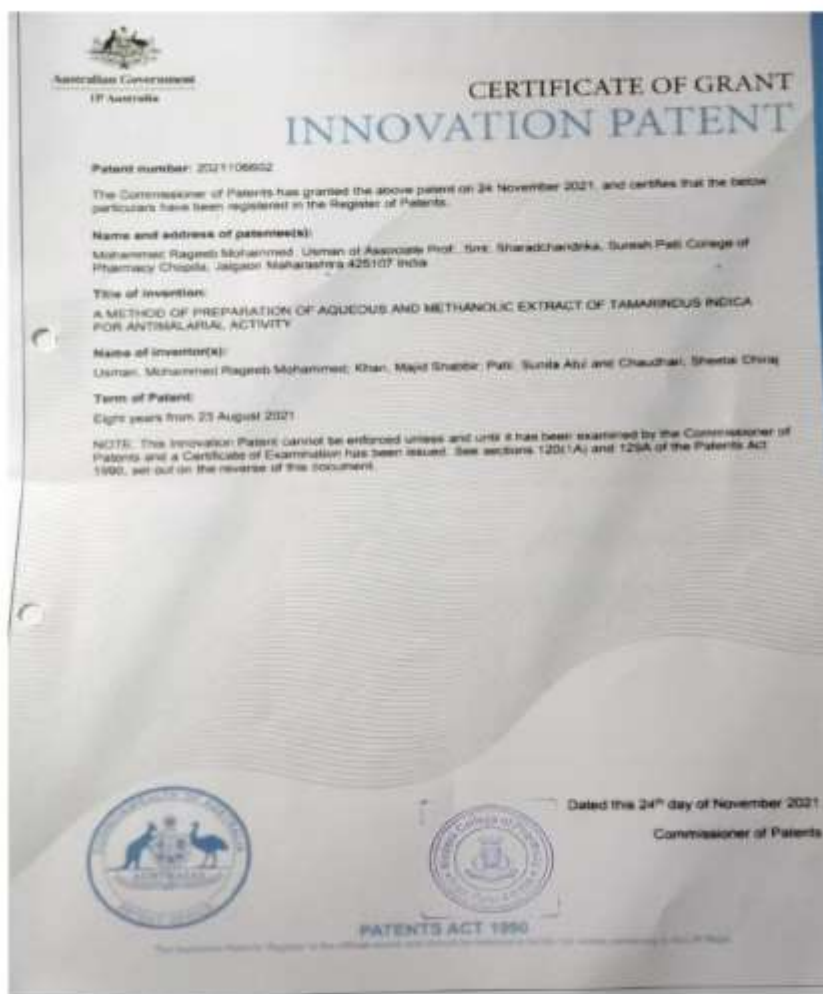 Australian Government
IP Australia
CERTIFICATE OF GRANT
INNOVATION PATENT
Patent number: 2021106602
The Commissioner of Patents has granted the above patent on 24 November 2021, and certifies that the below
particulars have been registered in the Register of Patents.
Name and address of patentee(s):
Mohammed Rageeb Mohammed, Usman of Associate Prof., Smt. Sharadchandrika, Suresh Patil College of
Pharmacy Chopda, Jalgaon Maharashtra 425107 India
Title of invention:
A METHOD OF PREPARATION OF AQUEOUS AND METHANOLIC EXTRACT OF TAMARINDUS INDICA
FOR ANTIMALARIAL ACTIVITY
Name of inventor(s):
Usman, Mohammed Rageeb Mohammed; Khan, Majid Shabbir; Patil, Sunila Atul and Chaudhari, Sheetal Dhiraj
Term of Patent:
Eight years from 23 August 2021
NOTE: This Innovation Patent cannot be enforced unless and until it has been examined by the Commissioner of
Patents and a Certificate of Examination has been issued. See sections 120(1A) and 129A of the Patents Act
1990, set out on the reverse of this document.
Dated this 24th day of November 2021
Commissioner of Patents
COMMONWEALTH OF AUSTRALIA
AUSTRALIA
PATENT OFFICE
College of
PATENTS ACT 1990